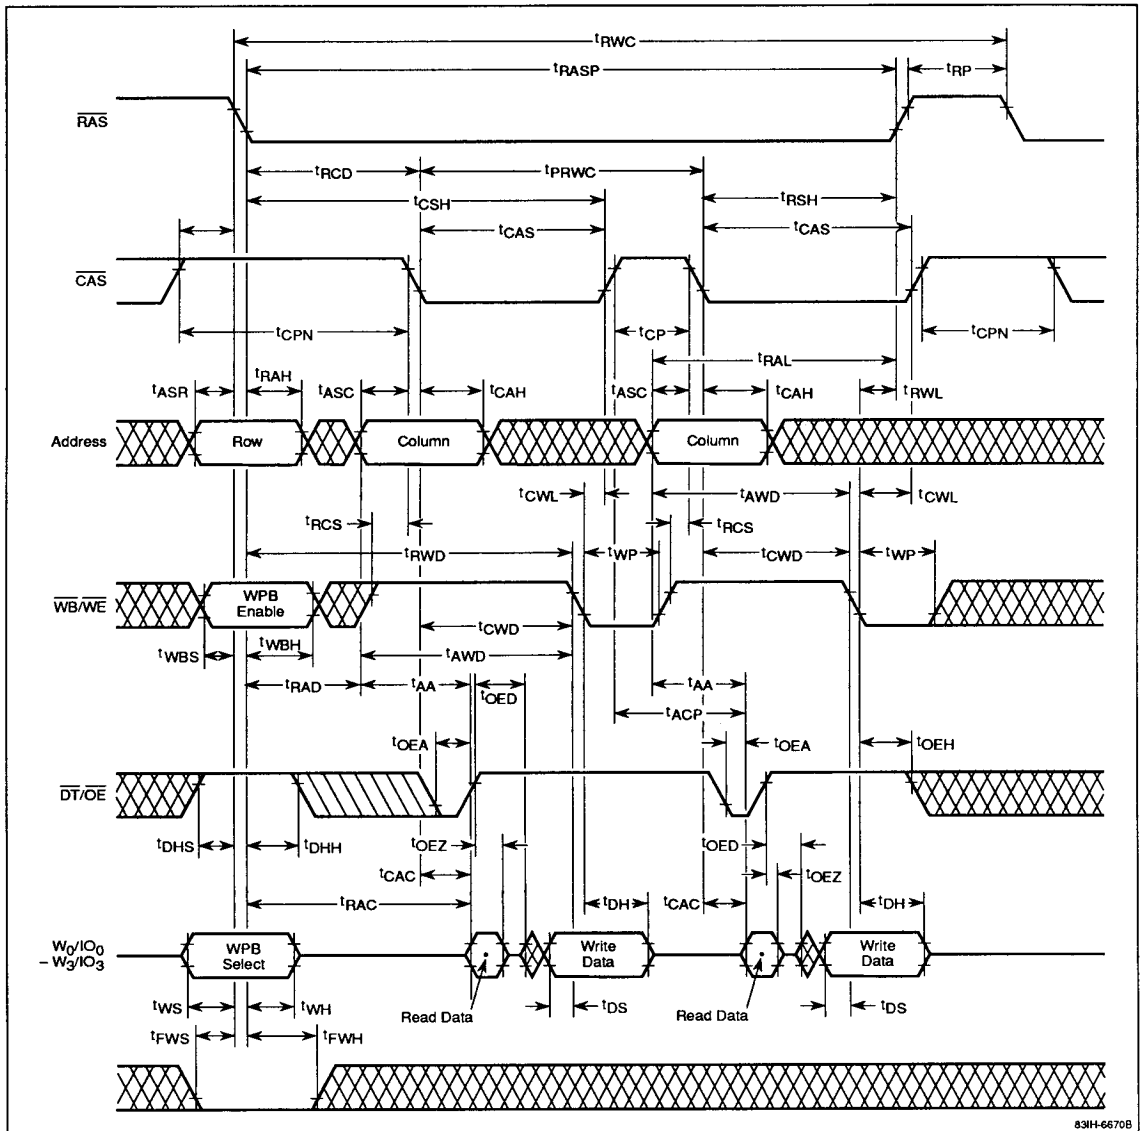 tRWC
tRASP
tRP
RAS
tRCD
tPRWC
tCSH
tRSH
tCAS
tCAS
CAS
tCPN
tCP
tCPN
tRAL
tASR
tRAH
tASC
tCAH
tASC
tCAH
tRWL
Address
Row
Column
Column
tCWL
tAWD
tCWL
tRCS
tRCS
tRWD
tWP
tCWD
tWP
WB/WE
WPB
Enable
tCWD
tWBS
tWBH
tAWD
tRAD
tAA
tOED
tAA
tACP
tOEA
tOEA
tOEH
DT/OE
tDHS
tDHH
tOEZ
tOED
tOEZ
tCAC
tRAC
tDH
tCAC
tDH
W0/IO0
– W3/IO3
WPB
Select
Write
Data
Write
Data
tWS
tWH
Read Data
tDS
Read Data
tDS
tFWS
tFWH
83IH-6670B